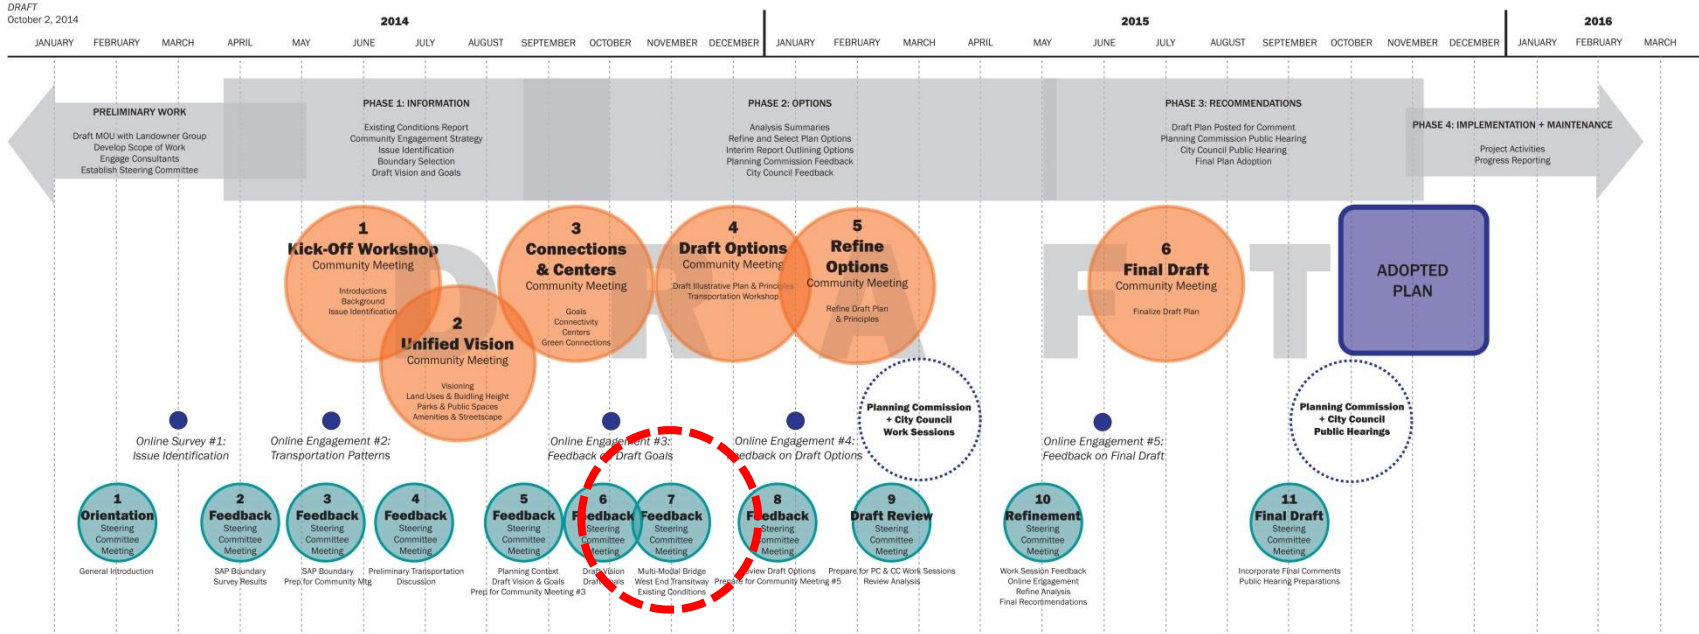 DRAFT
October 2, 2014
2014
2015
2016
JANUARY FEBRUARY MARCH APRIL MAY JUNE JULY AUGUST SEPTEMBER OCTOBER NOVEMBER DECEMBER JANUARY FEBRUARY MARCH APRIL MAY JUNE JULY AUGUST SEPTEMBER OCTOBER NOVEMBER DECEMBER JANUARY FEBRUARY MARCH
PRELIMINARY WORK
Draft MOU with Landowner Group
Develop Scope of Work
Engage Consultants
Establish Steering Committee
PHASE 1: INFORMATION
Existing Conditions Report
Community Engagement Strategy
Issue Identification
Boundary Selection
Draft Vision and Goals
PHASE 2: OPTIONS
Analysis Summaries
Refine and Select Plan Options
Interim Report Outlining Options
Planning Commission Feedback
City Council Feedback
PHASE 3: RECOMMENDATIONS
Draft Plan Posted for Comment
Planning Commission Public Hearing
City Council Public Hearing
Final Plan Adoption
PHASE 4: IMPLEMENTATION + MAINTENANCE
Project Activities
Progress Reporting
DRAFT
1
Kick-Off Workshop
Community Meeting
Introductions
Background
Issue Identification
2
Unified Vision
Community Meeting
Visioning
Land Uses & Buidling Height
Parks & Public Spaces
Amenities & Streetscape
3
Connections
& Centers
Community Meeting
Goals
Connectivity
Centers
Green Connections
4
Draft Options
Community Meeting
Draft Illustrative Plan & Principles
Transportation Workshop
5
Refine
Options
Community Meeting
Refine Draft Plan
& Principles
6
Final Draft
Community Meeting
Finalize Draft Plan
ADOPTED
PLAN
Planning Commission
+ City Council
Work Sessions
Planning Commission
+ City Council
Public Hearings
Online Survey #1:
Issue Identification
Online Engagement #2:
Transportation Patterns
Online Engagement #3:
Feedback on Draft Goals
Online Engagement #4:
Feedback on Draft Options
Online Engagement #5:
Feedback on Final Draft
1
Orientation
Steering
Committee
Meeting
General Introduction
2
Feedback
Steering
Committee
Meeting
SAP Boundary
Survey Results
3
Feedback
Steering
Committee
Meeting
SAP Boundary
Prep for Community Mtg
4
Feedback
Steering
Committee
Meeting
Preliminary Transportation
Discussion
5
Feedback
Steering
Committee
Meeting
Planning Context
Draft Vision & Goals
Prep for Community Meeting #3
6
Feedback
Steering
Committee
Meeting
Draft Vision
Draft Goals
7
Feedback
Steering
Committee
Meeting
Multi-Modal Bridge
West End Transitway
Existing Conditions
8
Feedback
Steering
Committee
Meeting
Review Draft Options
Prepare for Community Meeting #5
9
Draft Review
Steering
Committee
Meeting
Prepare for PC & CC Work Sessions
Review Analysis
10
Refinement
Steering
Committee
Meeting
Work Session Feedback
Online Engagement
Refine Analysis
Final Recommendations
11
Final Draft
Steering
Committee
Meeting
Incorporate Final Comments
Public Hearing Preparations